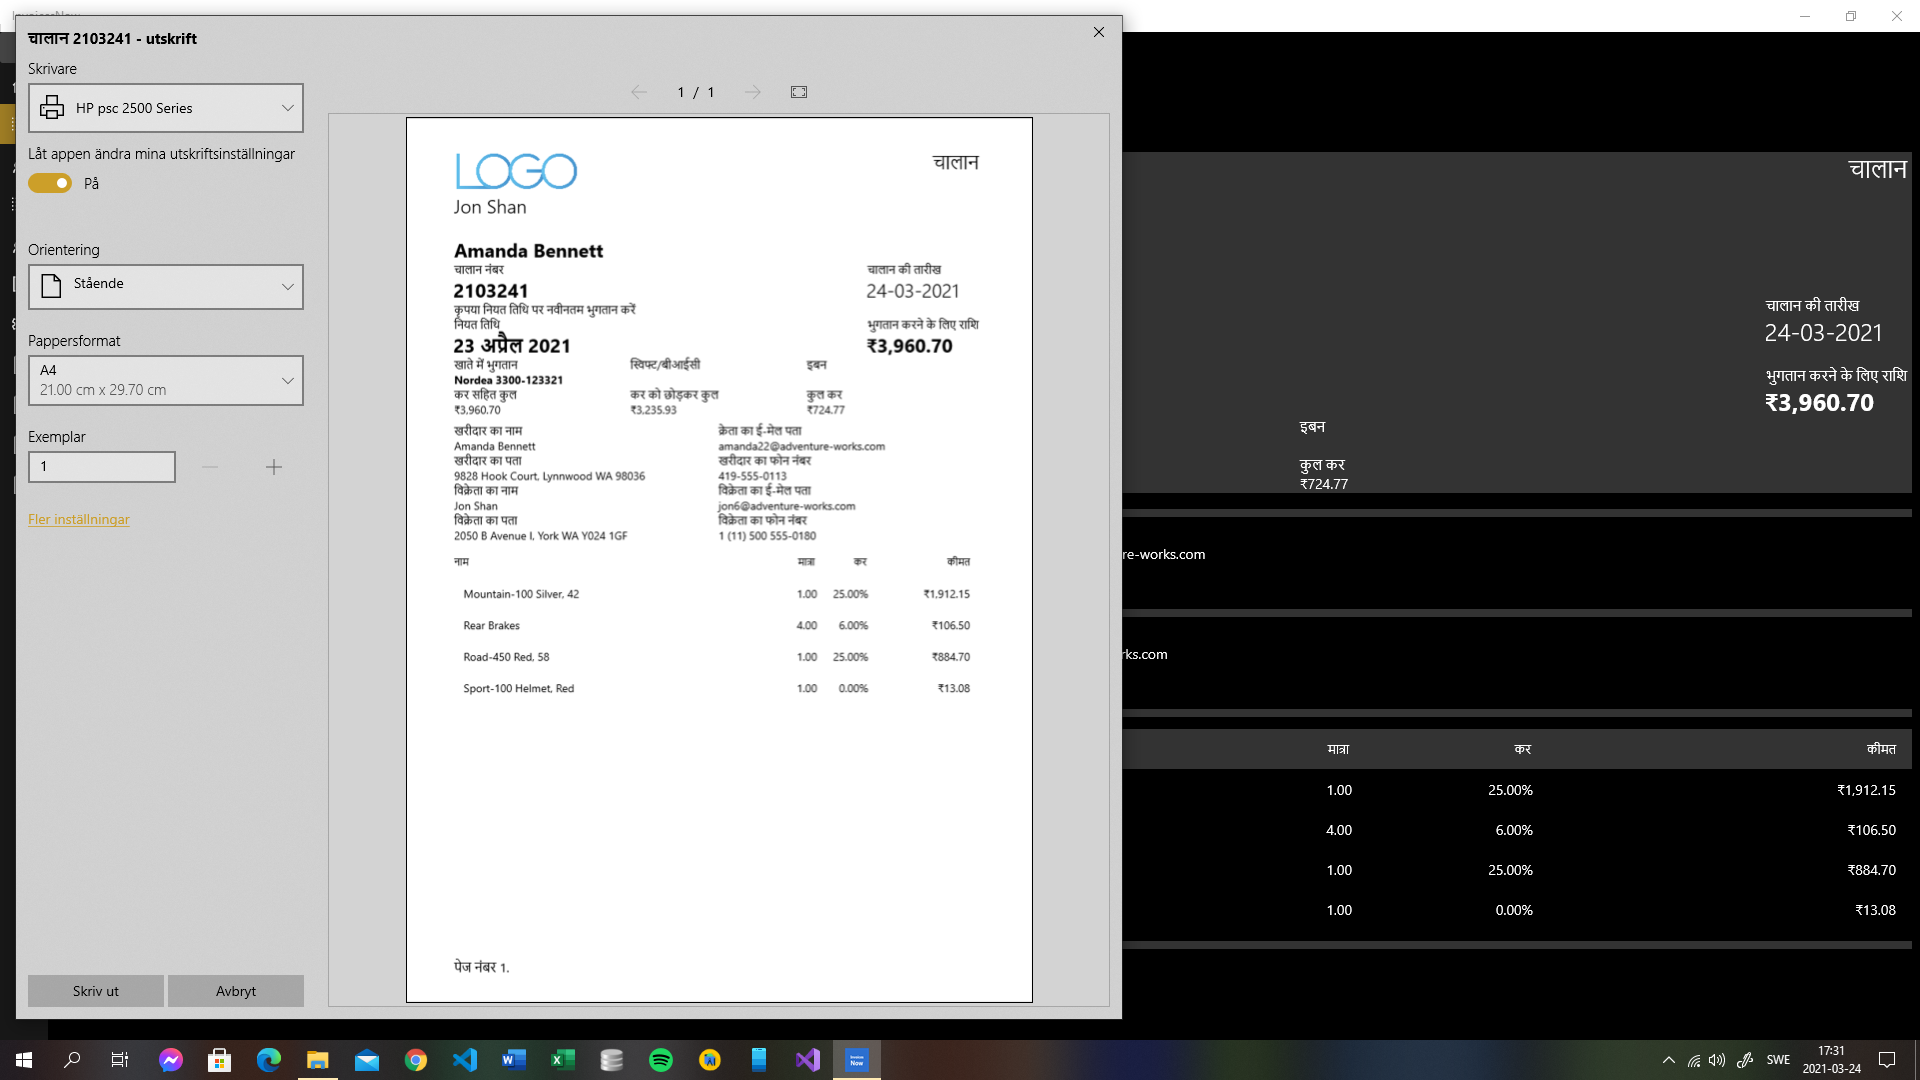 InvoicesNow
चालान 2103241 - utskrift
Skrivare
HP psc 2500 Series
Låt appen ändra mina utskriftsinställningar
På
Orientering
Stående
Pappersformat
A4
21.00 cm x 29.70 cm
Exemplar
1
Fler inställningar
Skriv ut
Avbryt
1 / 1
LOGO
चालान
Jon Shan
Amanda Bennett
चालान नंबर
चालान की तारीख
2103241
24-03-2021
कृपया नियत तिथि पर नवीनतम भुगतान करें
नियत तिथि
भुगतान करने के लिए राशि
23 अप्रैल 2021
₹3,960.70
खाते में भुगतान
स्विफ्ट/बीआईसी
इबन
Nordea 3300-123321
कर सहित कुल
कर को छोड़कर कुल
कुल कर
₹3,960.70
₹3,235.93
₹724.77
खरीदार का नाम
क्रेता का ई-मेल पता
Amanda Bennett
amanda22@adventure-works.com
खरीदार का पता
खरीदार का फोन नंबर
9828 Hook Court, Lynnwood WA 98036
419-555-0113
विक्रेता का नाम
विक्रेता का ई-मेल पता
Jon Shan
jon6@adventure-works.com
विक्रेता का पता
विक्रेता का फोन नंबर
2050 B Avenue I, York WA Y024 1GF
1 (11) 500 555-0180
नाम मात्रा कर कीमत
Mountain-100 Silver, 42 1.00 25.00% ₹1,912.15
Rear Brakes 4.00 6.00% ₹106.50
Road-450 Red, 58 1.00 25.00% ₹884.70
Sport-100 Helmet, Red 1.00 0.00% ₹13.08
पेज नंबर 1.
चालान
चालान की तारीख
24-03-2021
भुगतान करने के लिए राशि
₹3,960.70
इबन
कुल कर
₹724.77
re-works.com
rks.com
मात्रा कर कीमत
1.00 25.00% ₹1,912.15
4.00 6.00% ₹106.50
1.00 25.00% ₹884.70
1.00 0.00% ₹13.08
SWE
17:31
2021-03-24